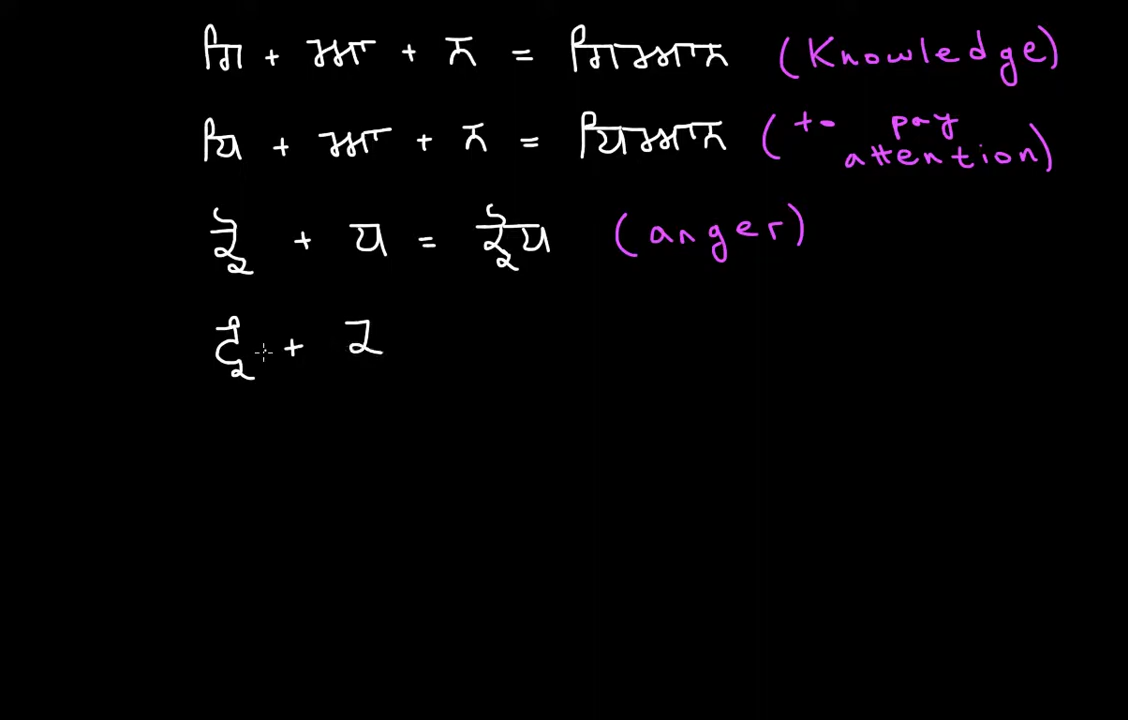 ਗਿ + ਆ + ਨ = ਗਿਆਨ (Knowledge)
ਧਿ + ਆ + ਨ = ਧਿਆਨ (to pay attention)
ਕ੍ਰੋ + ਧ = ਕ੍ਰੋਧ (anger)
+